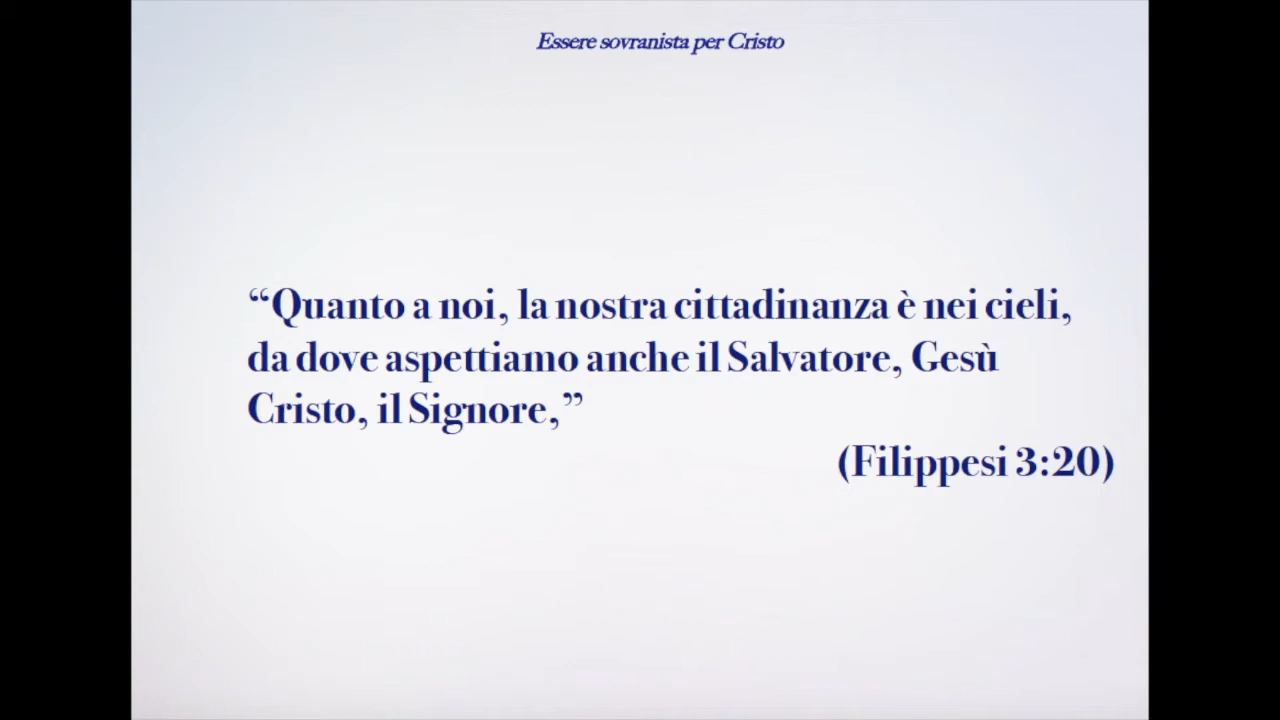 Essere sovranista per Cristo
“Quanto a noi, la nostra cittadinanza è nei cieli,
da dove aspettiamo anche il Salvatore, Gesù
Cristo, il Signore,”
(Filippesi 3:20)